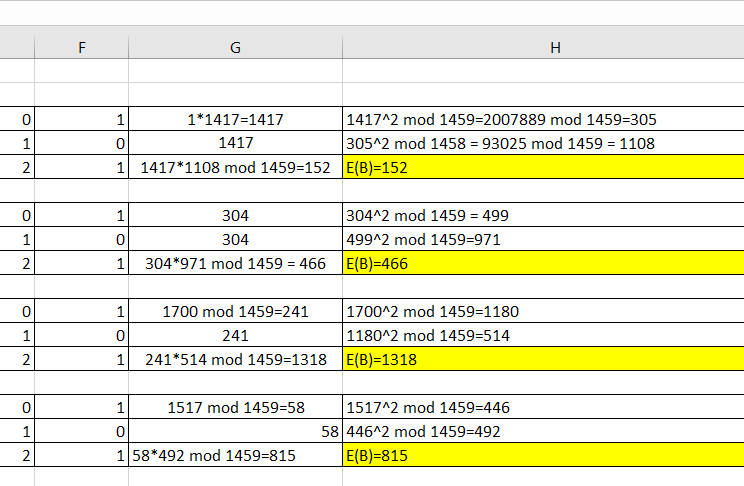 F G H
0 1 1*1417=1417 1417^2 mod 1459=2007889 mod 1459=305
1 0 1417 305^2 mod 1458 = 93025 mod 1459 = 1108
2 1 1417*1108 mod 1459=152 E(B)=152
0 1 304 304^2 mod 1459 = 499
1 0 304 499^2 mod 1459=971
2 1 304*971 mod 1459 = 466 E(B)=466
0 1 1700 mod 1459=241 1700^2 mod 1459=1180
1 0 241 1180^2 mod 1459=514
2 1 241*514 mod 1459=1318 E(B)=1318
0 1 1517 mod 1459=58 1517^2 mod 1459=446
1 0 58 446^2 mod 1459=492
2 1 58*492 mod 1459=815 E(B)=815